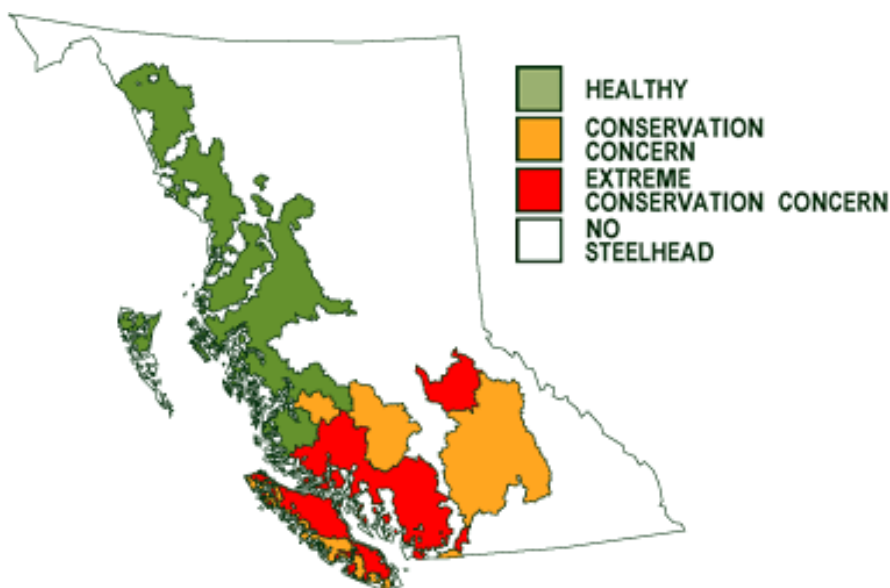 HEALTHY
CONSERVATION
CONCERN
EXTREME
CONSERVATION CONCERN
NO
STEELHEAD